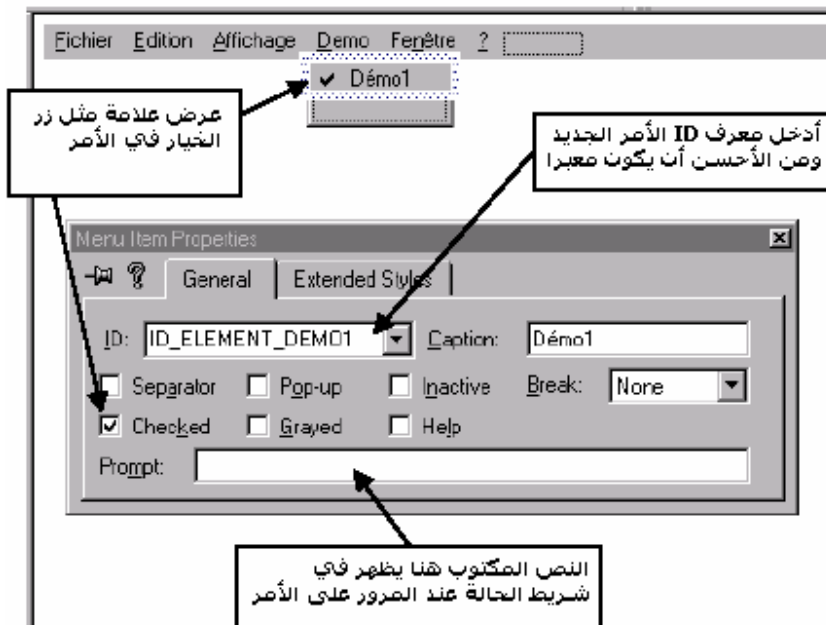 Fichier Edition Affichage Demo Fenêtre ?
Démo1
عرض علامة مثل زر
الخيار في الأمر
أدخل معرف ID الأمر الجديد
ومن الأحسن أن يكون معبرا
Menu Item Properties
General Extended Styles
ID: ID_ELEMENT_DEMO1 Caption: Démo1
Separator Pop-up Inactive Break: None
Checked Grayed Help
Prompt:
النص المكتوب هنا يظهر في
شريط الحالة عند المرور على الأمر